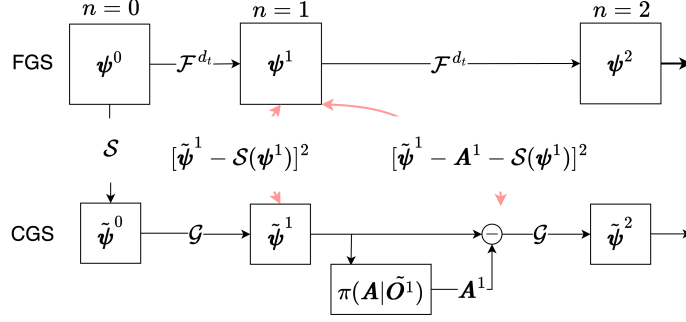 n = 0 n = 1 n = 2
FGS ψ⁰ 𝓕^{d_t} ψ¹ 𝓕^{d_t} ψ²
𝒮 [ψ̃¹ − 𝒮(ψ¹)]² [ψ̃¹ − A¹ − 𝒮(ψ¹)]²
CGS ψ̃⁰ 𝒢 ψ̃¹ − 𝒢 ψ̃²
π(A|Õ¹) A¹